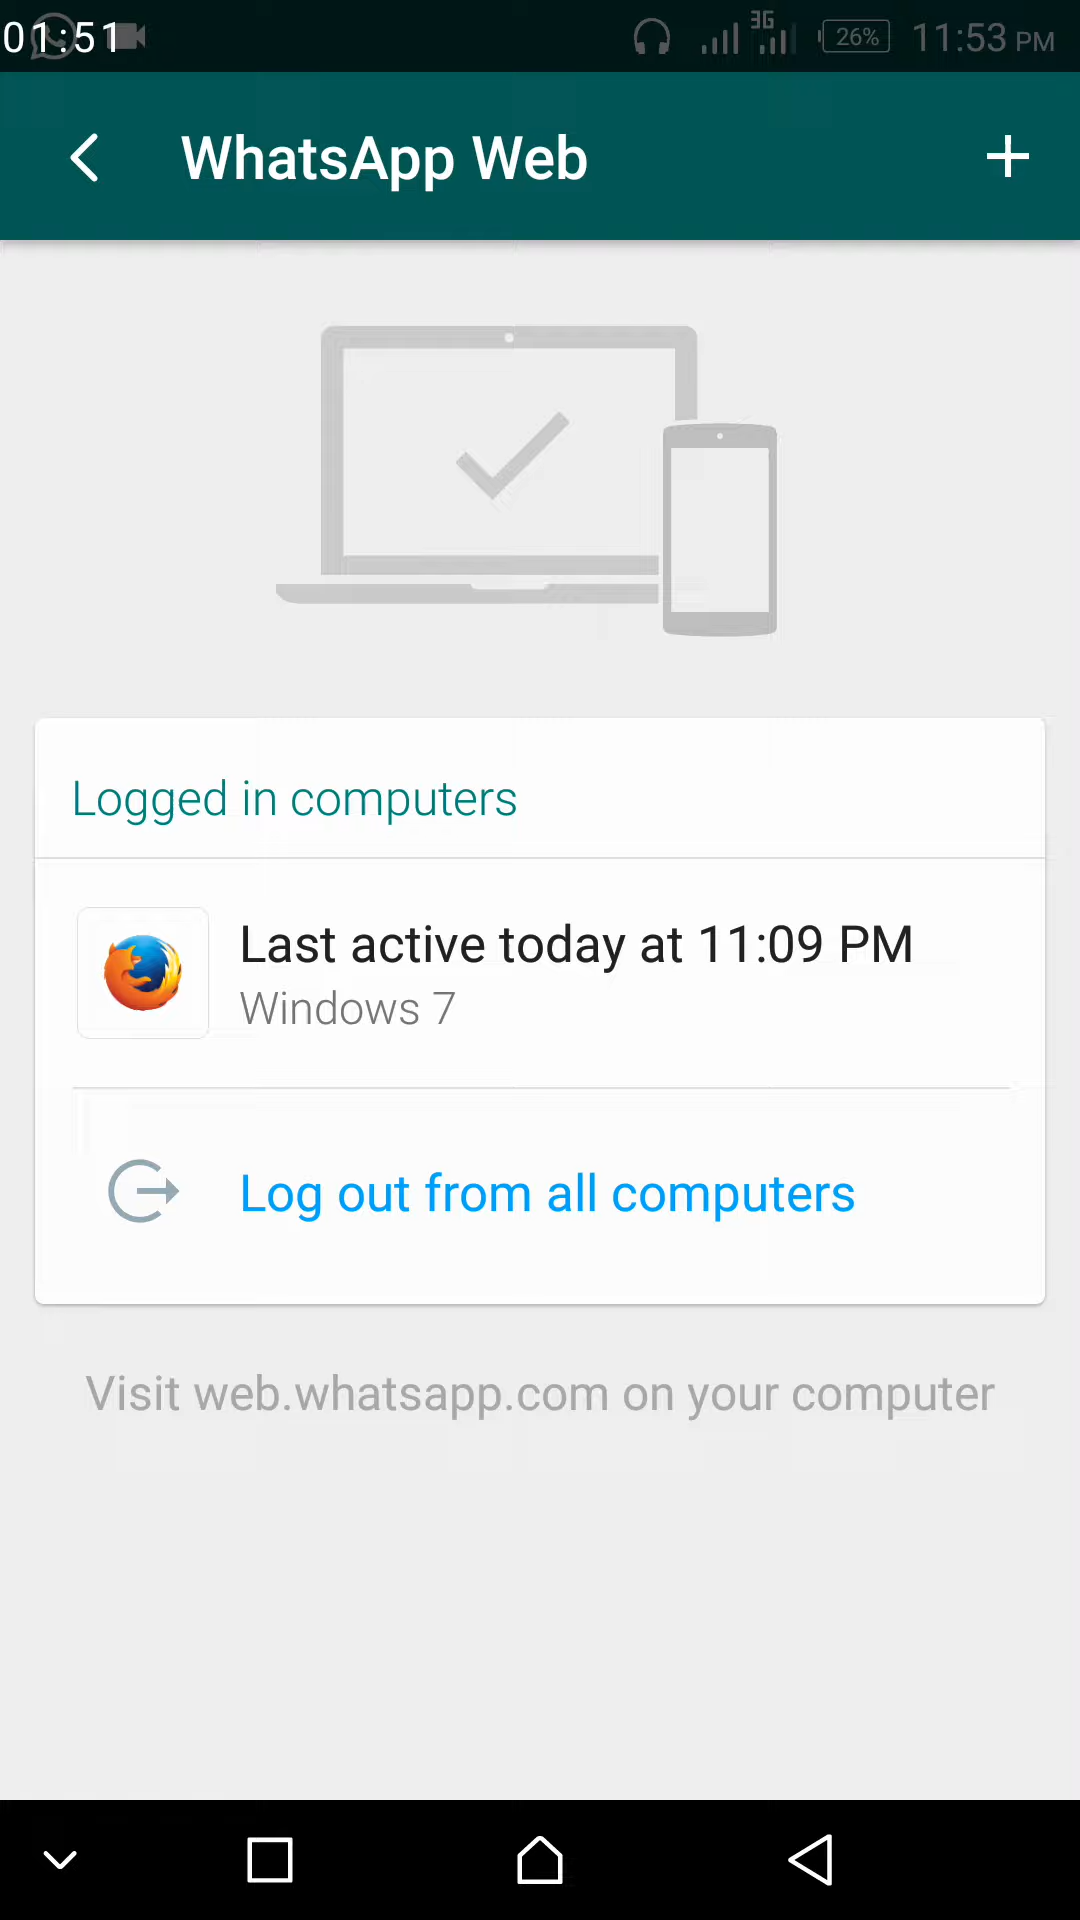 01:51 3G 26% 11:53 PM
WhatsApp Web
Logged in computers
Last active today at 11:09 PM
Windows 7
Log out from all computers
Visit web.whatsapp.com on your computer